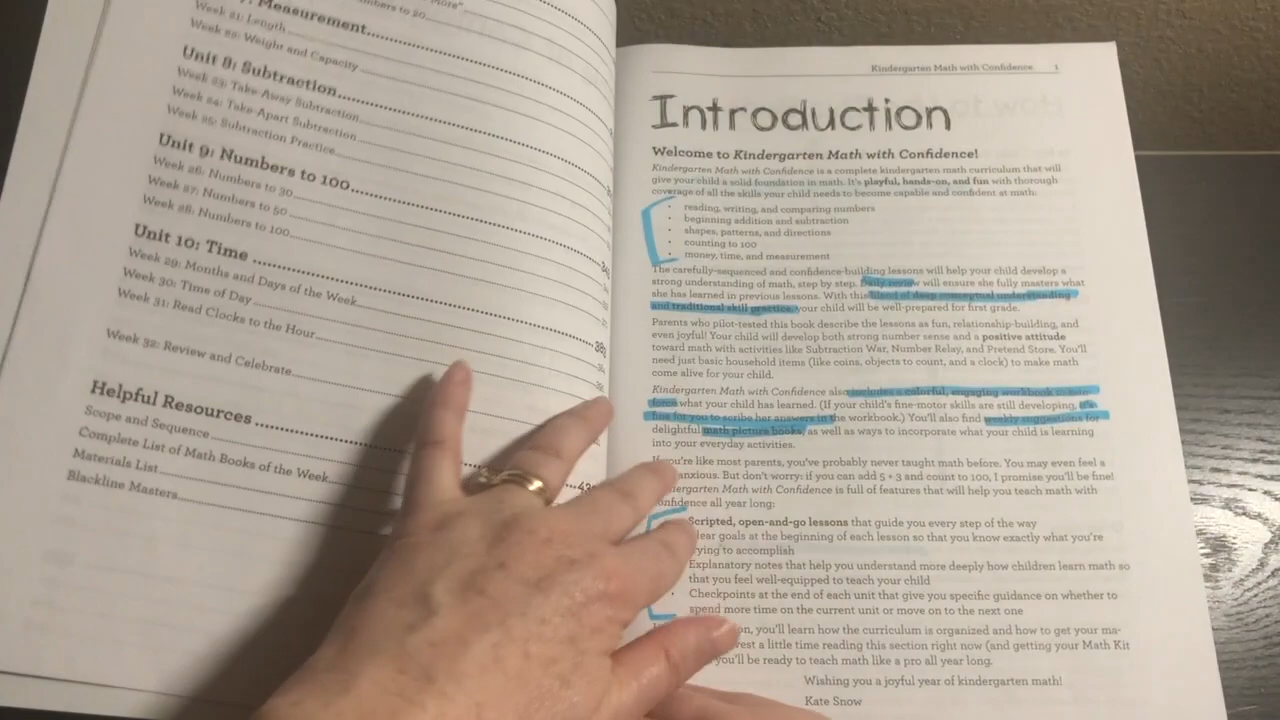 More"
Numbers to 20
Measurement
Week 21: Length
Week 22: Weight and Capacity
Unit 8: Subtraction
Week 23: Take-Away Subtraction
Week 24: Take-Apart Subtraction
Week 25: Subtraction Practice
Unit 9: Numbers to 100
Week 26: Numbers to 30
Week 27: Numbers to 50
Week 28: Numbers to 100
Unit 10: Time
Week 29: Months and Days of the Week
Week 30: Time of Day
Week 31: Read Clocks to the Hour
Week 32: Review and Celebrate
Helpful Resources
Scope and Sequence
Complete List of Math Books of the Week
Materials List
Blackline Masters
Kindergarten Math with Confidence 1
Introduction
Welcome to Kindergarten Math with Confidence!
Kindergarten Math with Confidence is a complete kindergarten math curriculum that will
give your child a solid foundation in math. It's playful, hands-on, and fun with thorough
coverage of all the skills your child needs to become capable and confident at math:
• reading, writing, and comparing numbers
• beginning addition and subtraction
• shapes, patterns, and directions
• counting to 100
• money, time, and measurement
The carefully-sequenced and confidence-building lessons will help your child develop a
strong understanding of math, step by step. Daily review will ensure she fully masters what
she has learned in previous lessons. With this blend of deep conceptual understanding
and traditional skill practice, your child will be well-prepared for first grade.
Parents who pilot-tested this book describe the lessons as fun, relationship-building, and
even joyful! Your child will develop both strong number sense and a positive attitude
toward math with activities like Subtraction War, Number Relay, and Pretend Store. You'll
need just basic household items (like coins, objects to count, and a clock) to make math
come alive for your child.
Kindergarten Math with Confidence also includes a colorful, engaging workbook to rein-
force what your child has learned. (If your child's fine-motor skills are still developing, it's
fine for you to scribe her answers in the workbook.) You'll also find weekly suggestions for
delightful math picture books, as well as ways to incorporate what your child is learning
into your everyday activities.
If you're like most parents, you've probably never taught math before. You may even feel a
anxious. But don't worry: if you can add 5 + 3 and count to 100, I promise you'll be fine!
ergarten Math with Confidence is full of features that will help you teach math with
onfidence all year long:
Scripted, open-and-go lessons that guide you every step of the way
lear goals at the beginning of each lesson so that you know exactly what you're
rying to accomplish
Explanatory notes that help you understand more deeply how children learn math so
that you feel well-equipped to teach your child
• Checkpoints at the end of each unit that give you specific guidance on whether to
spend more time on the current unit or move on to the next one
on, you'll learn how the curriculum is organized and how to get your ma-
vest a little time reading this section right now (and getting your Math Kit
you'll be ready to teach math like a pro all year long.
Wishing you a joyful year of kindergarten math!
Kate Snow